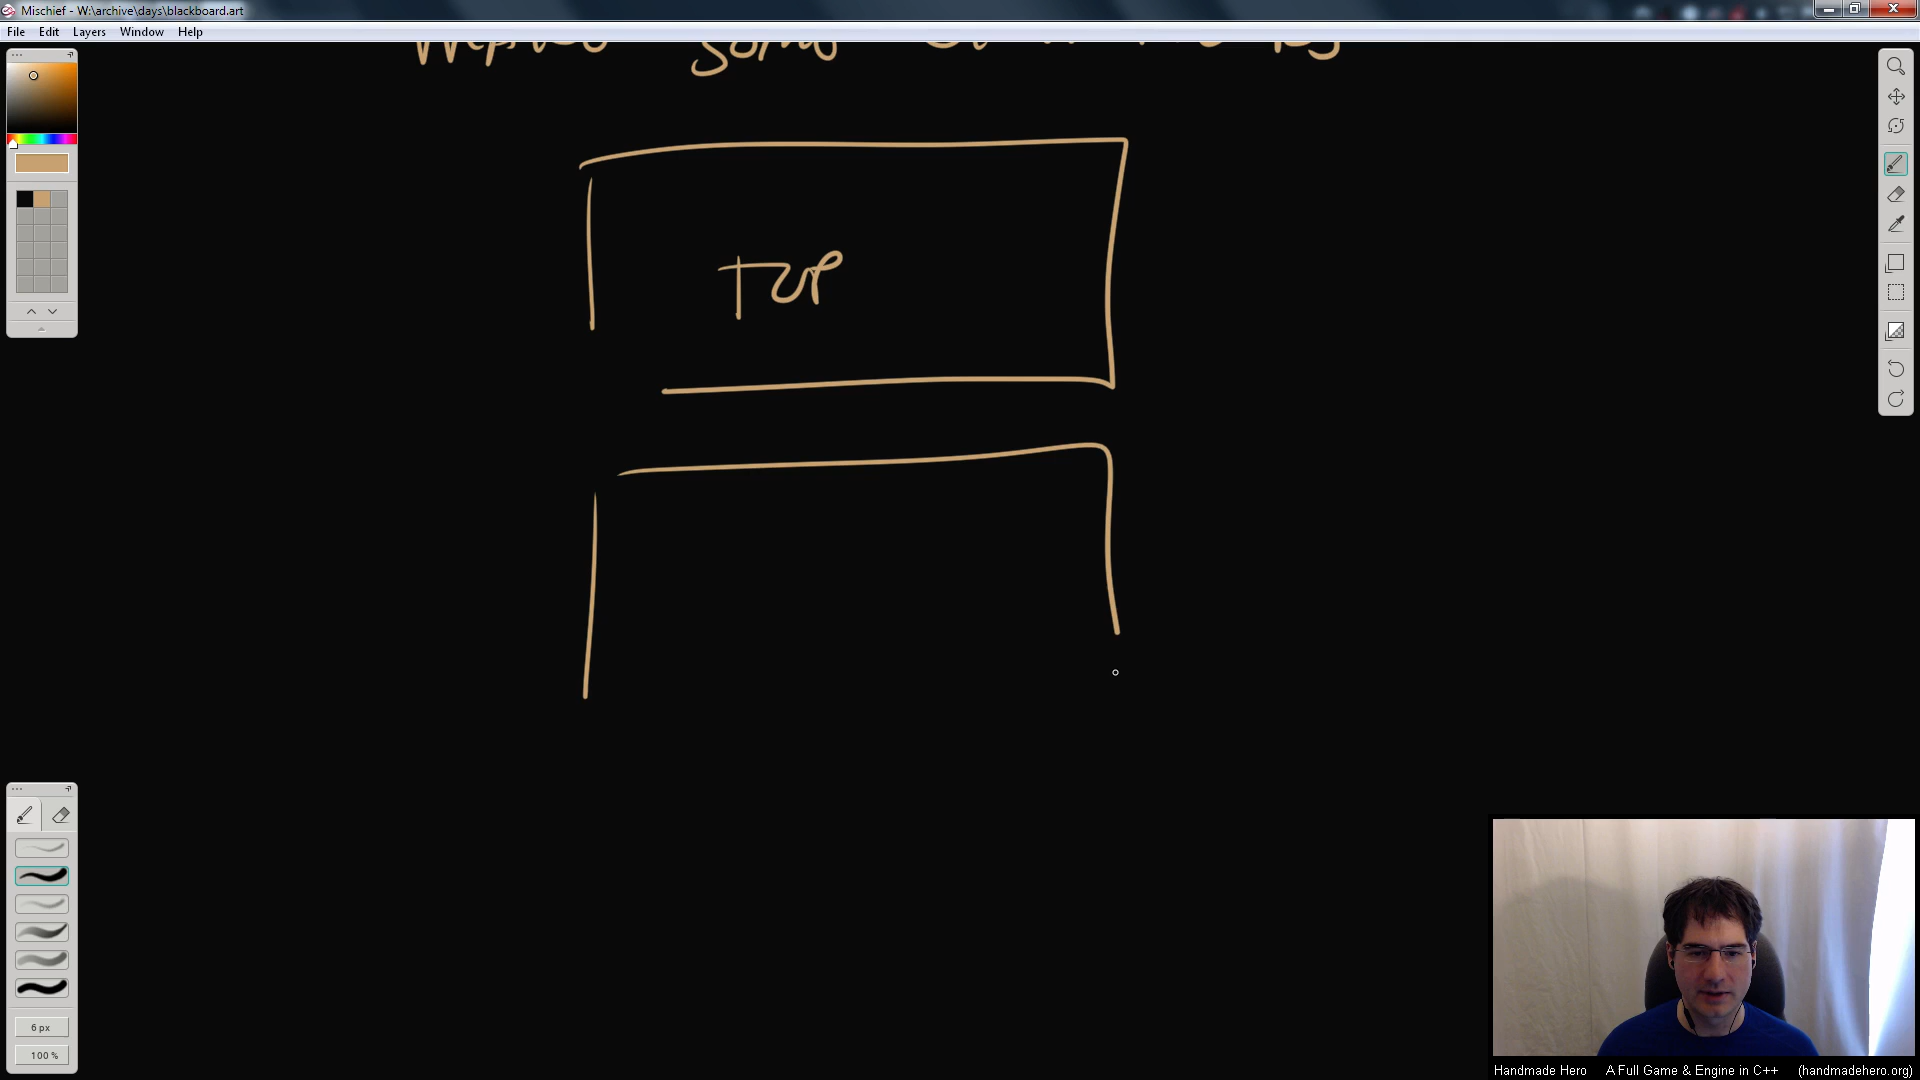 Mischief - W:\archive\days\blackboard.art
File Edit Layers Window Help
TOP
6 px
100 %
Handmade Hero A Full Game & Engine in C++ (handmadehero.org)